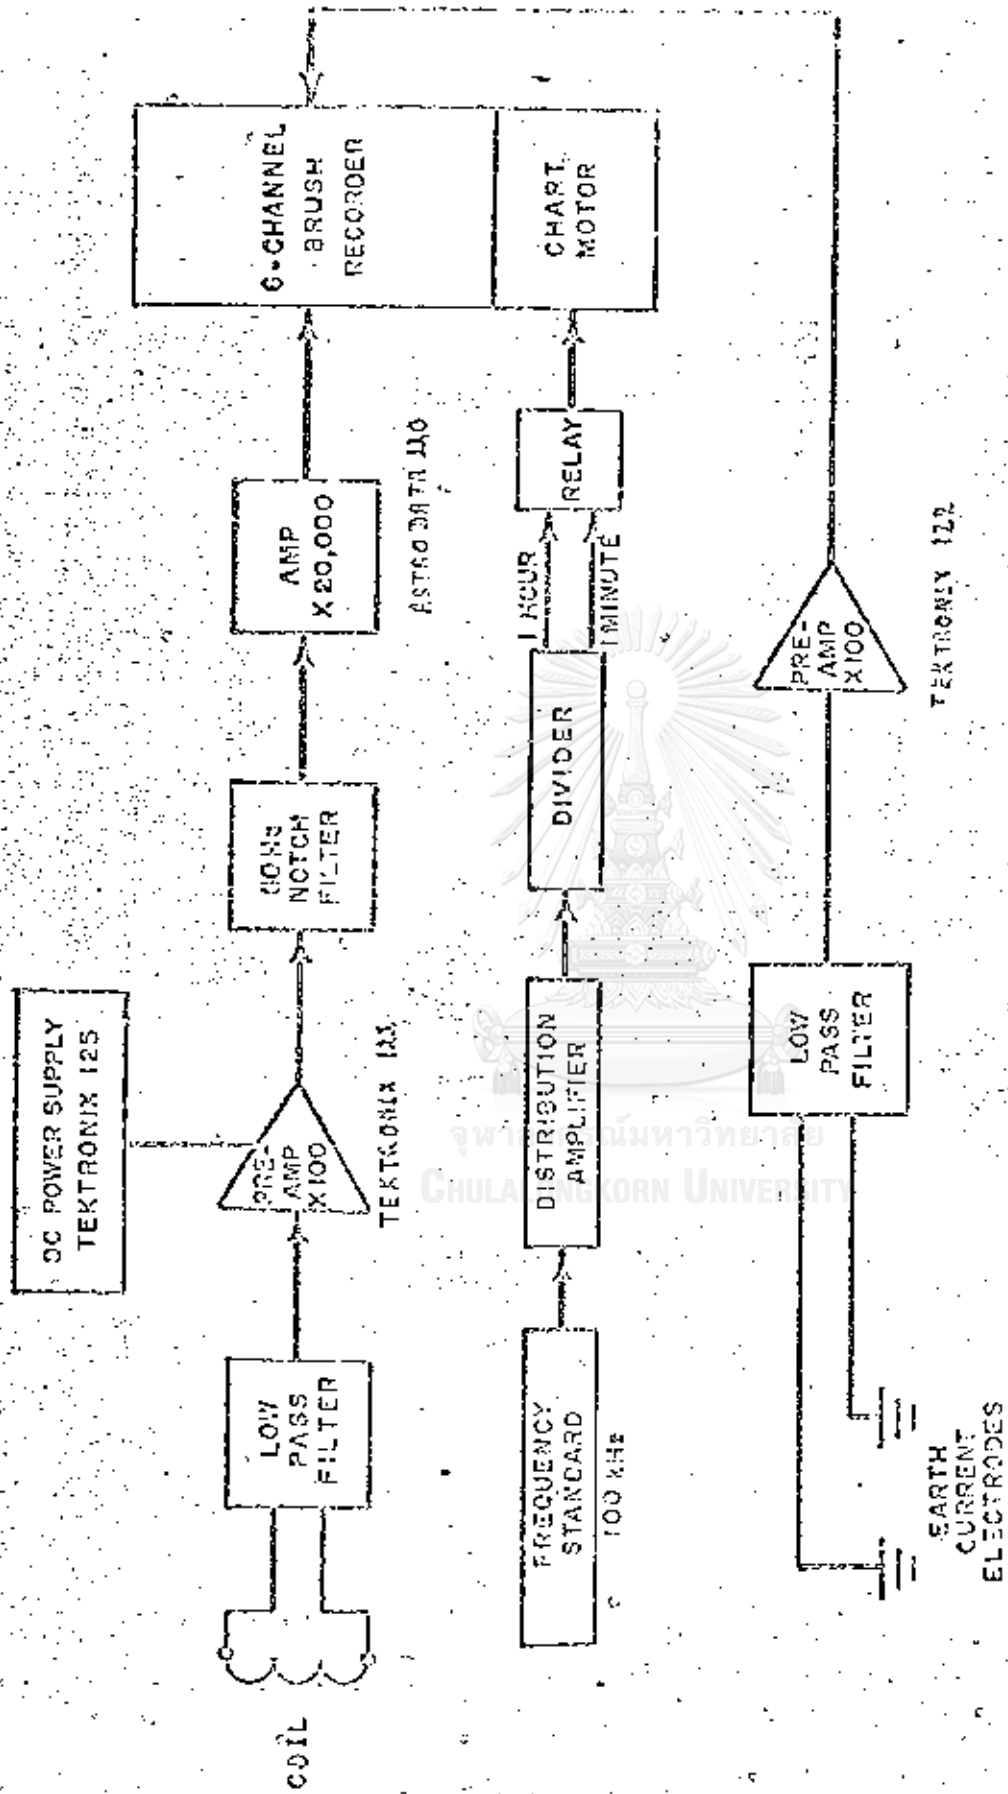 COIL
LOW
PASS
FILTER
DC POWER SUPPLY
TEKTRONIX 125
PRE-
AMP
X100
TEKTRONIX
NOTCH
FILTER
AMP
X 20,000
ASTRODATA
6-CHANNEL
BRUSH
RECORDER
CHART
MOTOR
FREQUENCY
STANDARD
100 kHz
DISTRIBUTION
AMPLIFIER
DIVIDER
1 HOUR
1 MINUTE
RELAY
EARTH
CURRENT
ELECTRODES
LOW
PASS
FILTER
PRE-
AMP
X100
TEKTRONIX 122
จุฬาลงกรณ์มหาวิทยาลัย
CHULALONGKORN UNIVERSITY